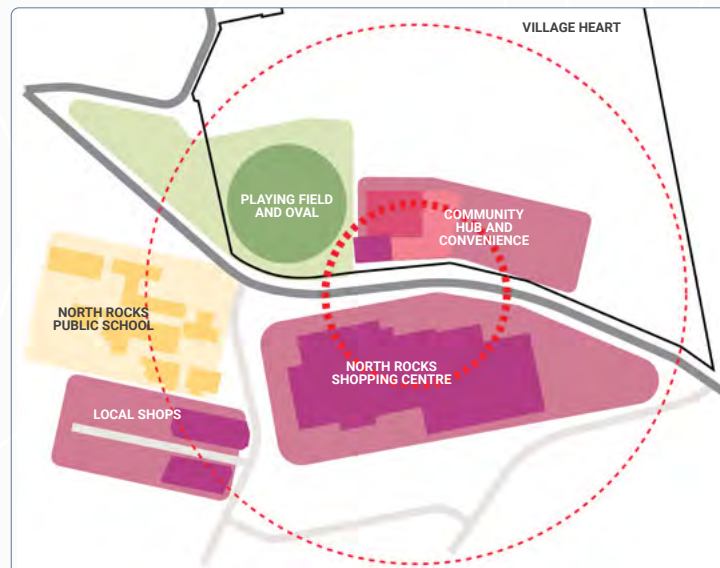 VILLAGE HEART
PLAYING FIELD
AND OVAL
COMMUNITY
HUB AND
CONVENIENCE
NORTH ROCKS
PUBLIC SCHOOL
NORTH ROCKS
SHOPPING CENTRE
LOCAL SHOPS